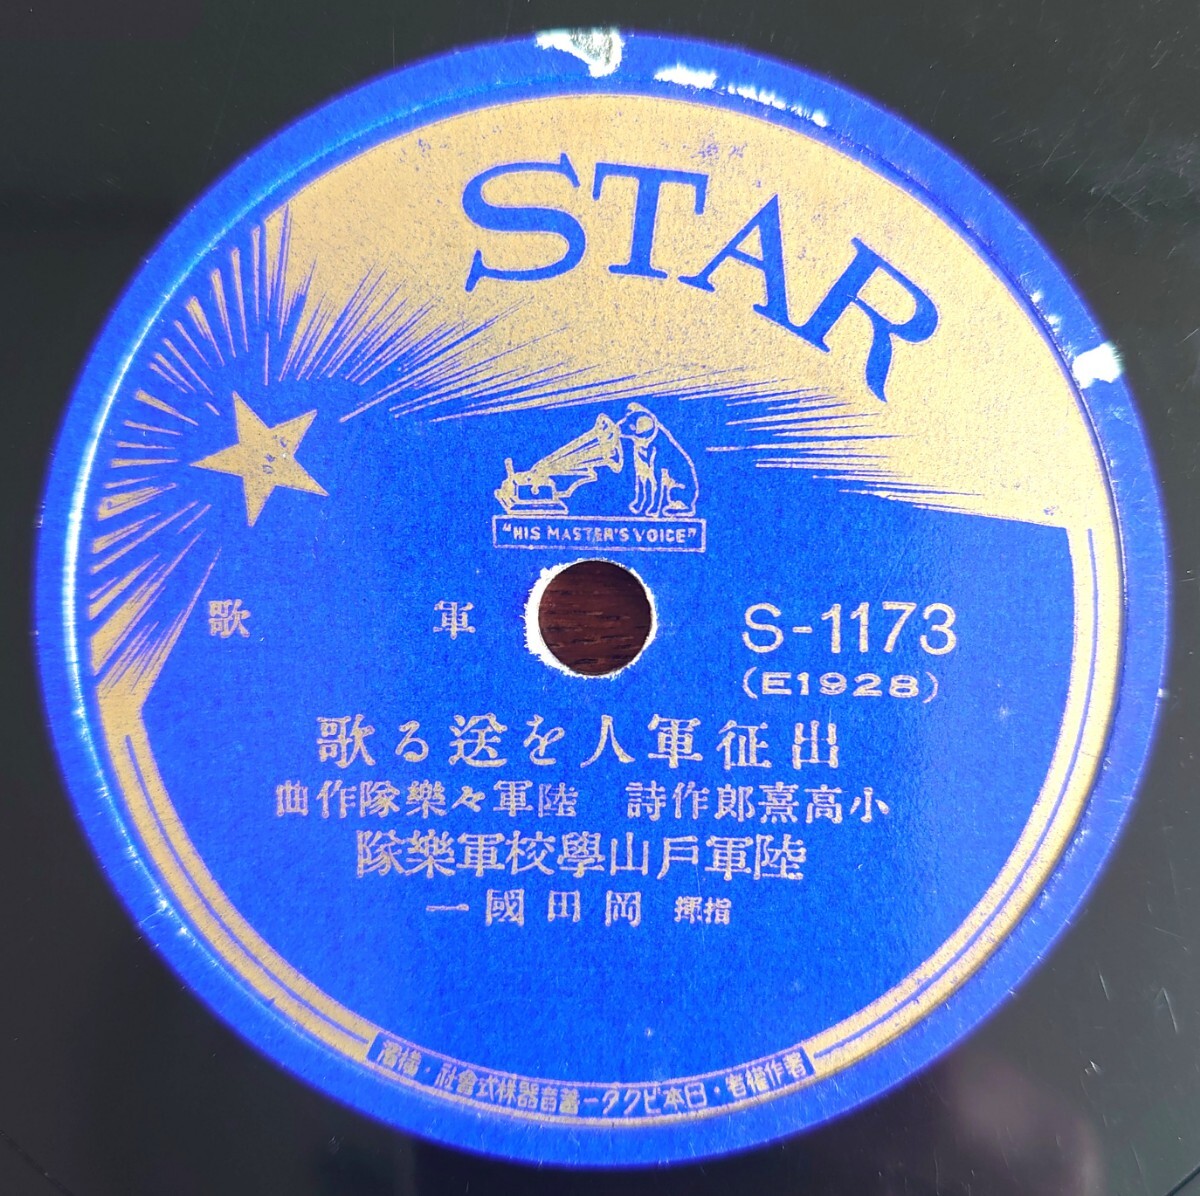 STAR
"HIS MASTER'S VOICE"
軍歌
S-1173
(E1928)
出征軍人を送る歌
小高熹郎作詩 陸軍々樂隊作曲
陸軍戸山學校軍樂隊
指揮 岡田國一
著作權者・日本ビクター蓄音器株式會社・權濟